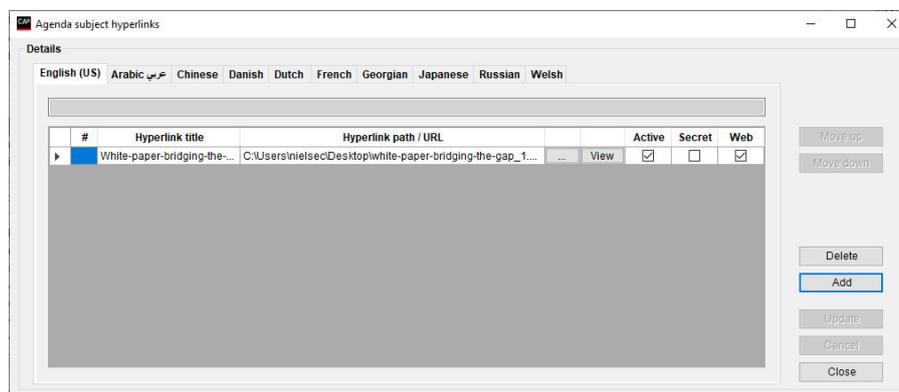 CAP Agenda subject hyperlinks
Details
English (US) Arabic عربي Chinese Danish Dutch French Georgian Japanese Russian Welsh
# Hyperlink title Hyperlink path / URL Active Secret Web
White-paper-bridging-the-... C:\Users\nielsec\Desktop\white-paper-bridging-the-gap_1.... ... View
Move up
Move down
Delete
Add
Update
Cancel
Close